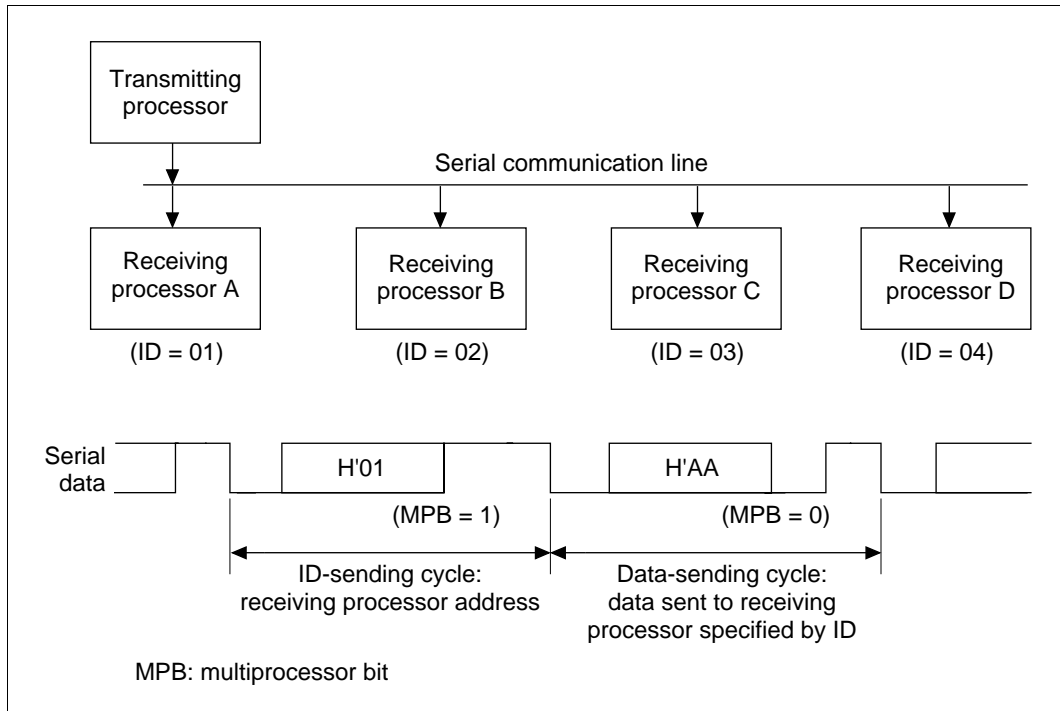 Transmitting
processor
Serial communication line
Receiving
processor A
Receiving
processor B
Receiving
processor C
Receiving
processor D
(ID = 01)
(ID = 02)
(ID = 03)
(ID = 04)
Serial
data
H'01
H'AA
(MPB = 1)
(MPB = 0)
ID-sending cycle:
receiving processor address
Data-sending cycle:
data sent to receiving
processor specified by ID
MPB: multiprocessor bit